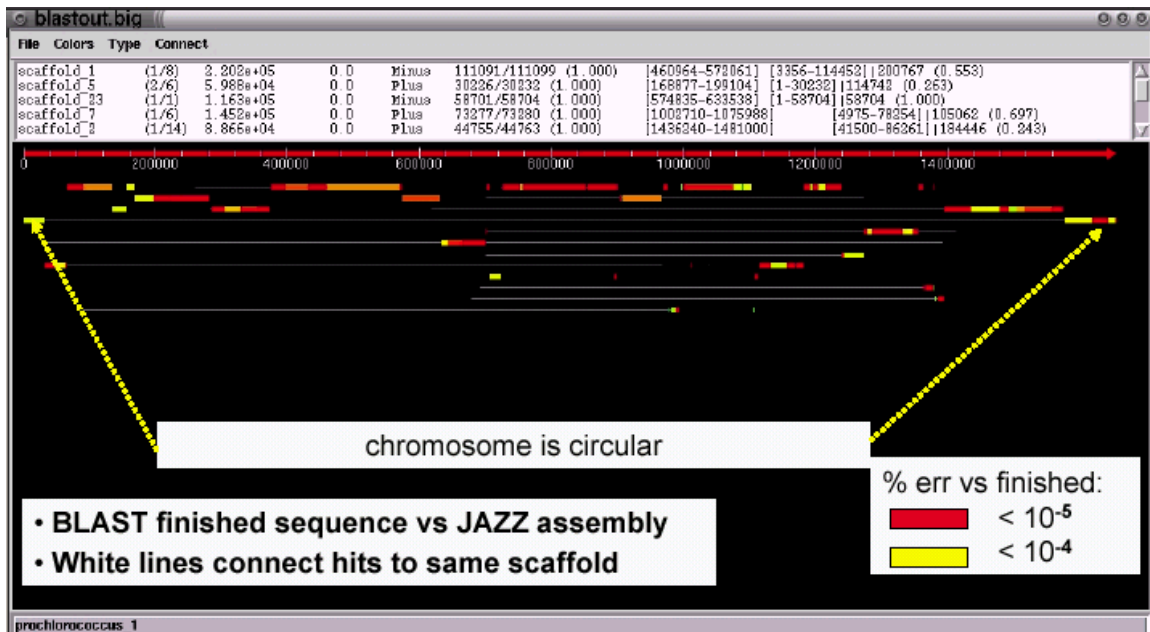 blastout.big
File Colors Type Connect
scaffold_1 (1/8) 2.202e+05 0.0 Minus 111091/111099 (1.000) [460964-572061] [3356-114452]|200767 (0.553)
scaffold_5 (2/6) 5.988e+04 0.0 Plus 30226/30232 (1.000) [168877-199104] [1-30232]|114742 (0.263)
scaffold_23 (1/1) 1.163e+05 0.0 Minus 58701/58704 (1.000) [574835-633538] [1-58704]|58704 (1.000)
scaffold_7 (1/6) 1.452e+05 0.0 Plus 73277/73280 (1.000) [1002710-1075988] [4975-78254]|105062 (0.697)
scaffold_2 (1/14) 8.865e+04 0.0 Plus 44755/44763 (1.000) [1436240-1481000] [41500-86261]|184446 (0.243)
0 200000 400000 600000 800000 1000000 1200000 1400000
chromosome is circular
% err vs finished:
< 10⁻⁵
< 10⁻⁴
• BLAST finished sequence vs JAZZ assembly
• White lines connect hits to same scaffold
prochlorococcus_1